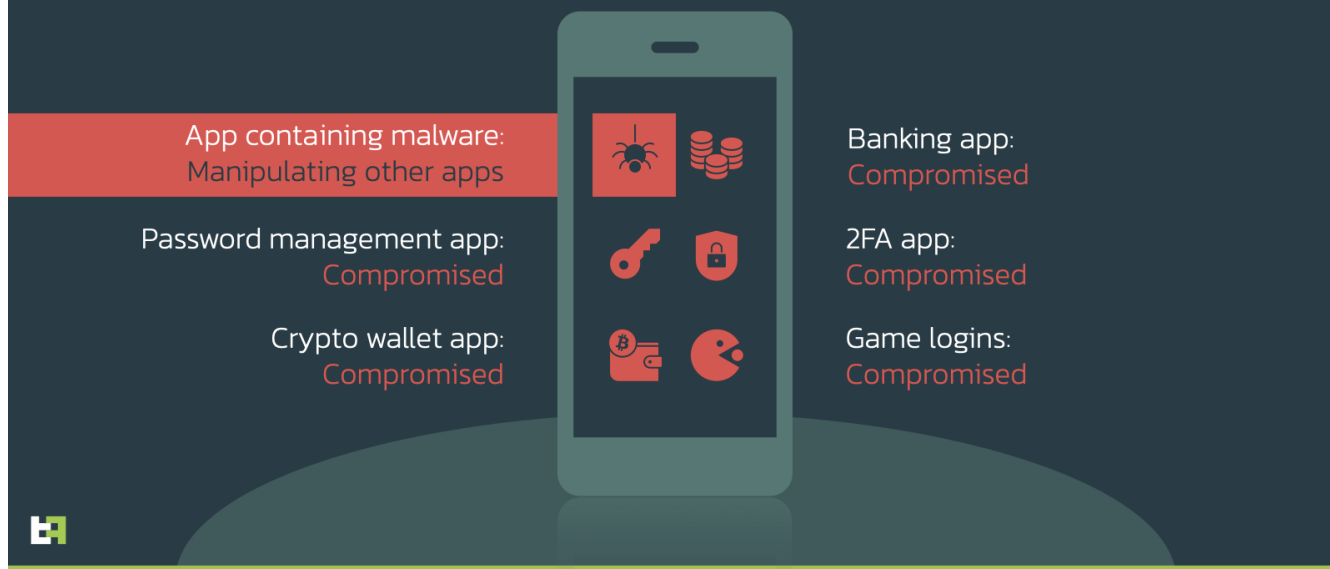 App containing malware:
Manipulating other apps
Password management app:
Compromised
Crypto wallet app:
Compromised
Banking app:
Compromised
2FA app:
Compromised
Game logins:
Compromised